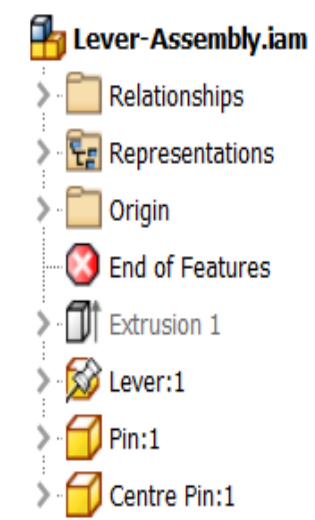 Lever-Assembly.iam
Relationships
Representations
Origin
End of Features
Extrusion 1
Lever:1
Pin:1
Centre Pin:1